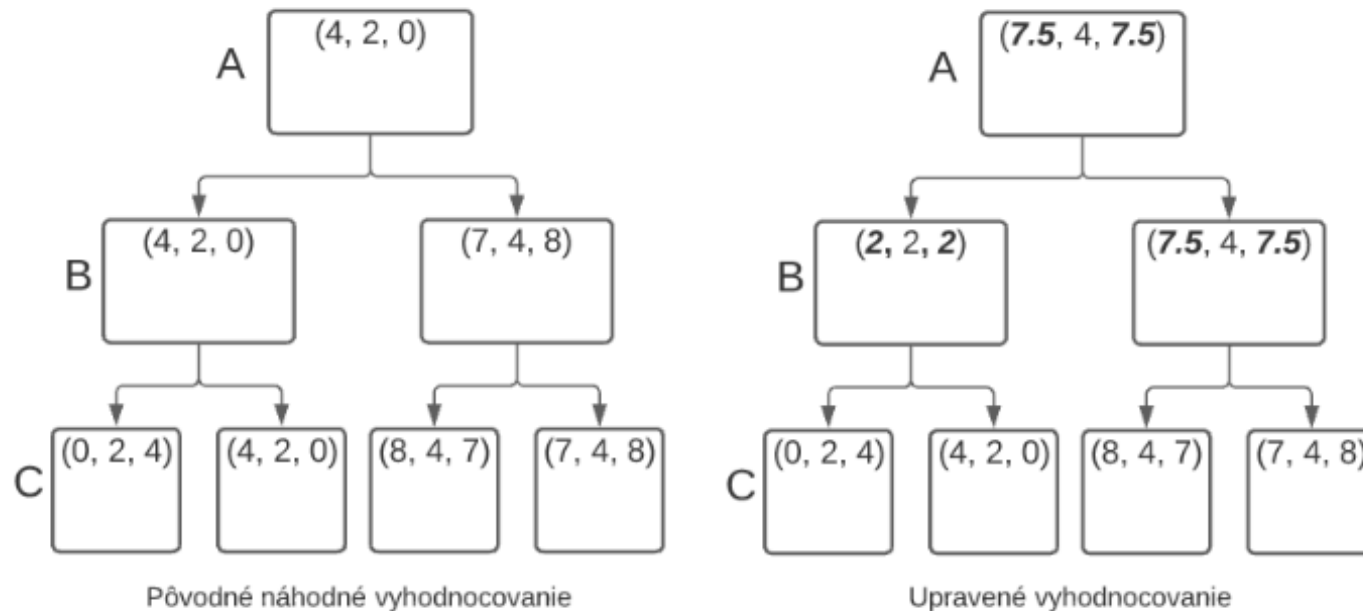 (4, 2, 0)
A
(4, 2, 0) (7, 4, 8)
B
(0, 2, 4) (4, 2, 0) (8, 4, 7) (7, 4, 8)
C
Pôvodné náhodné vyhodnocovanie
(7.5, 4, 7.5)
A
(2, 2, 2) (7.5, 4, 7.5)
B
(0, 2, 4) (4, 2, 0) (8, 4, 7) (7, 4, 8)
C
Upravené vyhodnocovanie